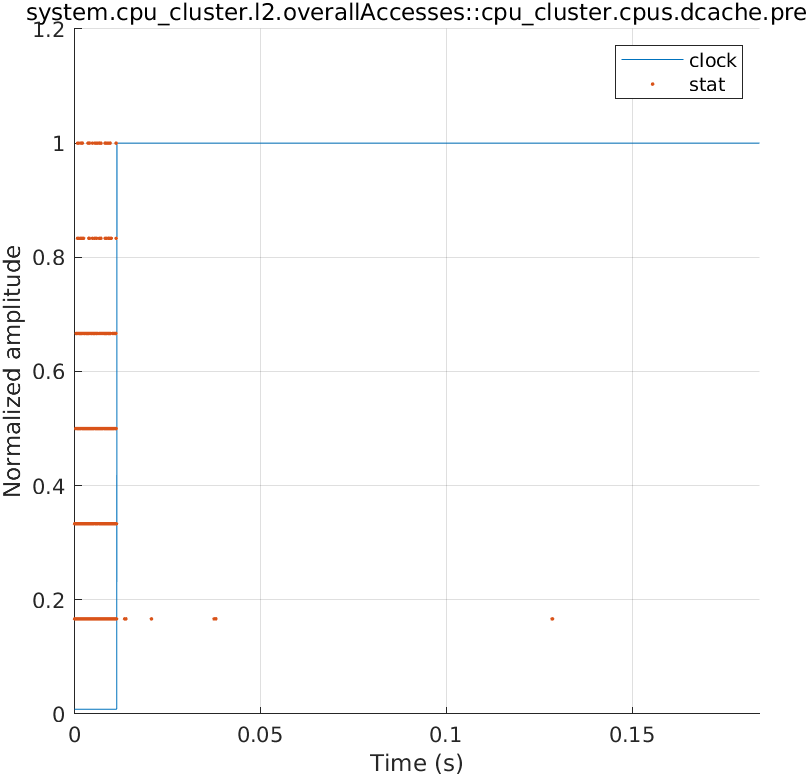 system.cpu_cluster.l2.overallAccesses::cpu_cluster.cpus.dcache.pre
1.2
1
0.8
0.6
0.4
0.2
0
Normalized amplitude
clock
stat
0
0.05
0.1
0.15
Time (s)